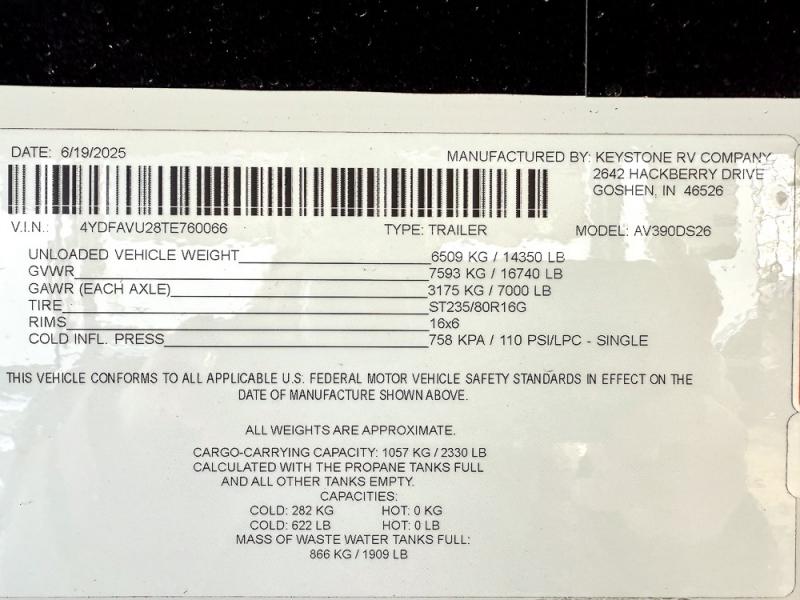 DATE: 6/19/2025
MANUFACTURED BY: KEYSTONE RV COMPANY
2642 HACKBERRY DRIVE
GOSHEN, IN 46526
V.I.N.: 4YDFAVU28TE760066 TYPE: TRAILER MODEL: AV390DS26
UNLOADED VEHICLE WEIGHT 6509 KG / 14350 LB
GVWR 7593 KG / 16740 LB
GAWR (EACH AXLE) 3175 KG / 7000 LB
TIRE ST235/80R16G
RIMS 16x6
COLD INFL. PRESS 758 KPA / 110 PSI/LPC - SINGLE
THIS VEHICLE CONFORMS TO ALL APPLICABLE U.S. FEDERAL MOTOR VEHICLE SAFETY STANDARDS IN EFFECT ON THE
DATE OF MANUFACTURE SHOWN ABOVE.
ALL WEIGHTS ARE APPROXIMATE.
CARGO-CARRYING CAPACITY: 1057 KG / 2330 LB
CALCULATED WITH THE PROPANE TANKS FULL
AND ALL OTHER TANKS EMPTY.
CAPACITIES:
COLD: 282 KG HOT: 0 KG
COLD: 622 LB HOT: 0 LB
MASS OF WASTE WATER TANKS FULL:
866 KG / 1909 LB